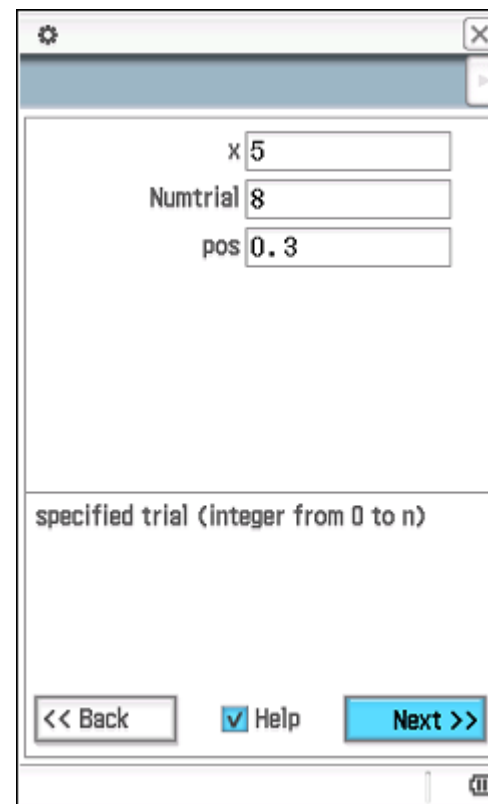 x 5
Numtrial 8
pos 0.3
specified trial (integer from 0 to n)
<< Back Help Next >>